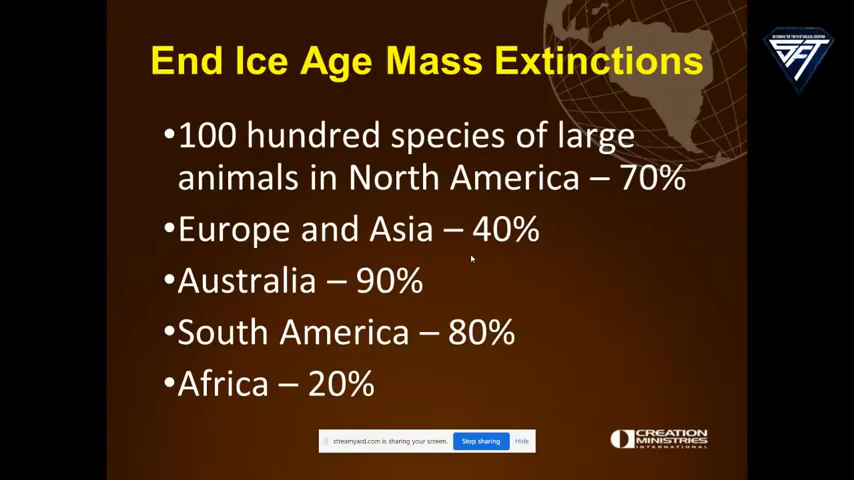 End Ice Age Mass Extinctions
•100 hundred species of large
animals in North America – 70%
•Europe and Asia – 40%
•Australia – 90%
•South America – 80%
•Africa – 20%
streamyard.com is sharing your screen.
Stop sharing
Hide
CREATION
MINISTRIES
INTERNATIONAL
SFT